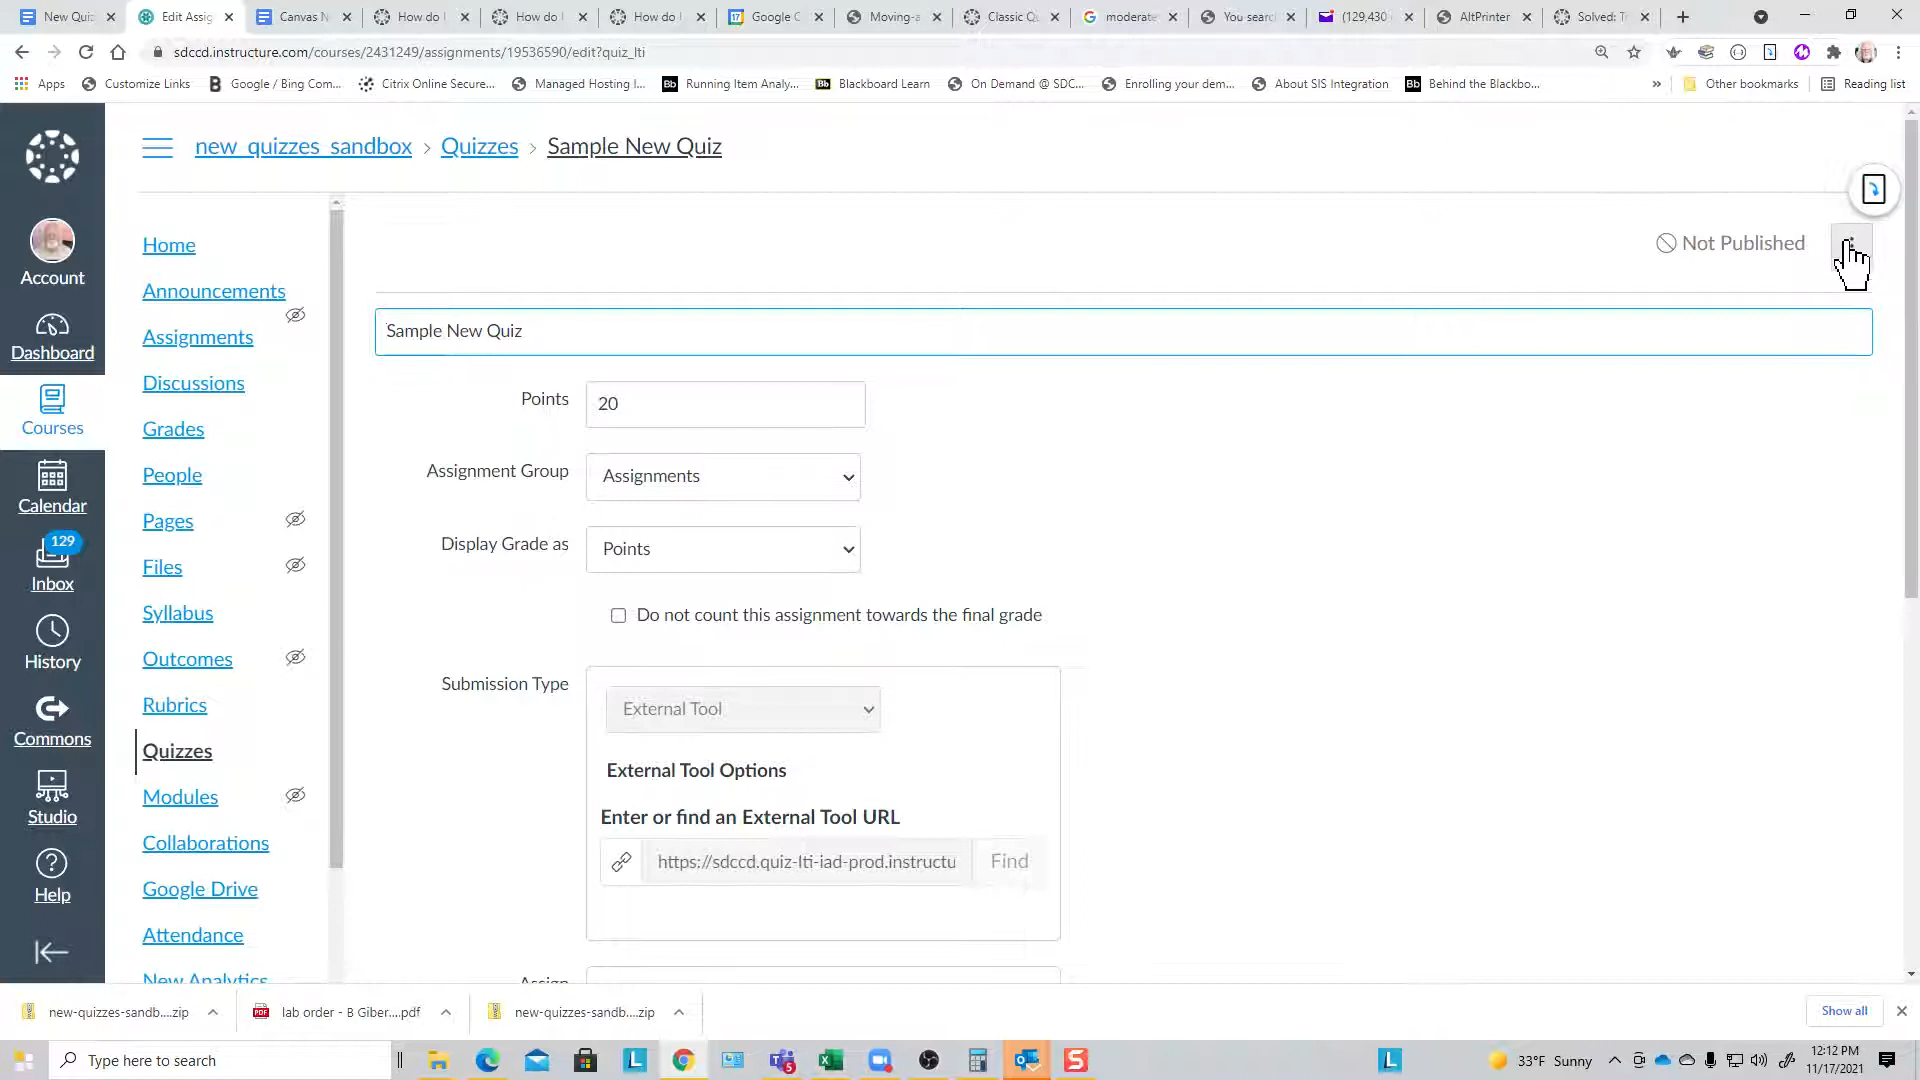 New Quiz
Edit Assig
Canvas N
How do I
How do I
How do I
Google C
Moving-a
Classic Qu
moderate
You searc
(129,430
AltPrinter
Solved: T
sdccd.instructure.com/courses/2431249/assignments/19536590/edit?quiz_lti
Apps
Customize Links
Google / Bing Com...
Citrix Online Secure...
Managed Hosting I...
Running Item Analy...
Blackboard Learn
On Demand @ SDC...
Enrolling your dem...
About SIS Integration
Behind the Blackbo...
»
Other bookmarks
Reading list
new_quizzes_sandbox › Quizzes › Sample New Quiz
Account
Dashboard
Courses
Calendar
129
Inbox
History
Commons
Studio
Help
Home
Announcements
Assignments
Discussions
Grades
People
Pages
Files
Syllabus
Outcomes
Rubrics
Quizzes
Modules
Collaborations
Google Drive
Attendance
New Analytics
Not Published
Sample New Quiz
Points 20
Assignment Group Assignments
Display Grade as Points
Do not count this assignment towards the final grade
Submission Type
External Tool
External Tool Options
Enter or find an External Tool URL
https://sdccd.quiz-lti-iad-prod.instructu Find
Assign
new-quizzes-sandb....zip
lab order - B Giber....pdf
new-quizzes-sandb....zip
Show all
Type here to search
33°F Sunny
12:12 PM
11/17/2021